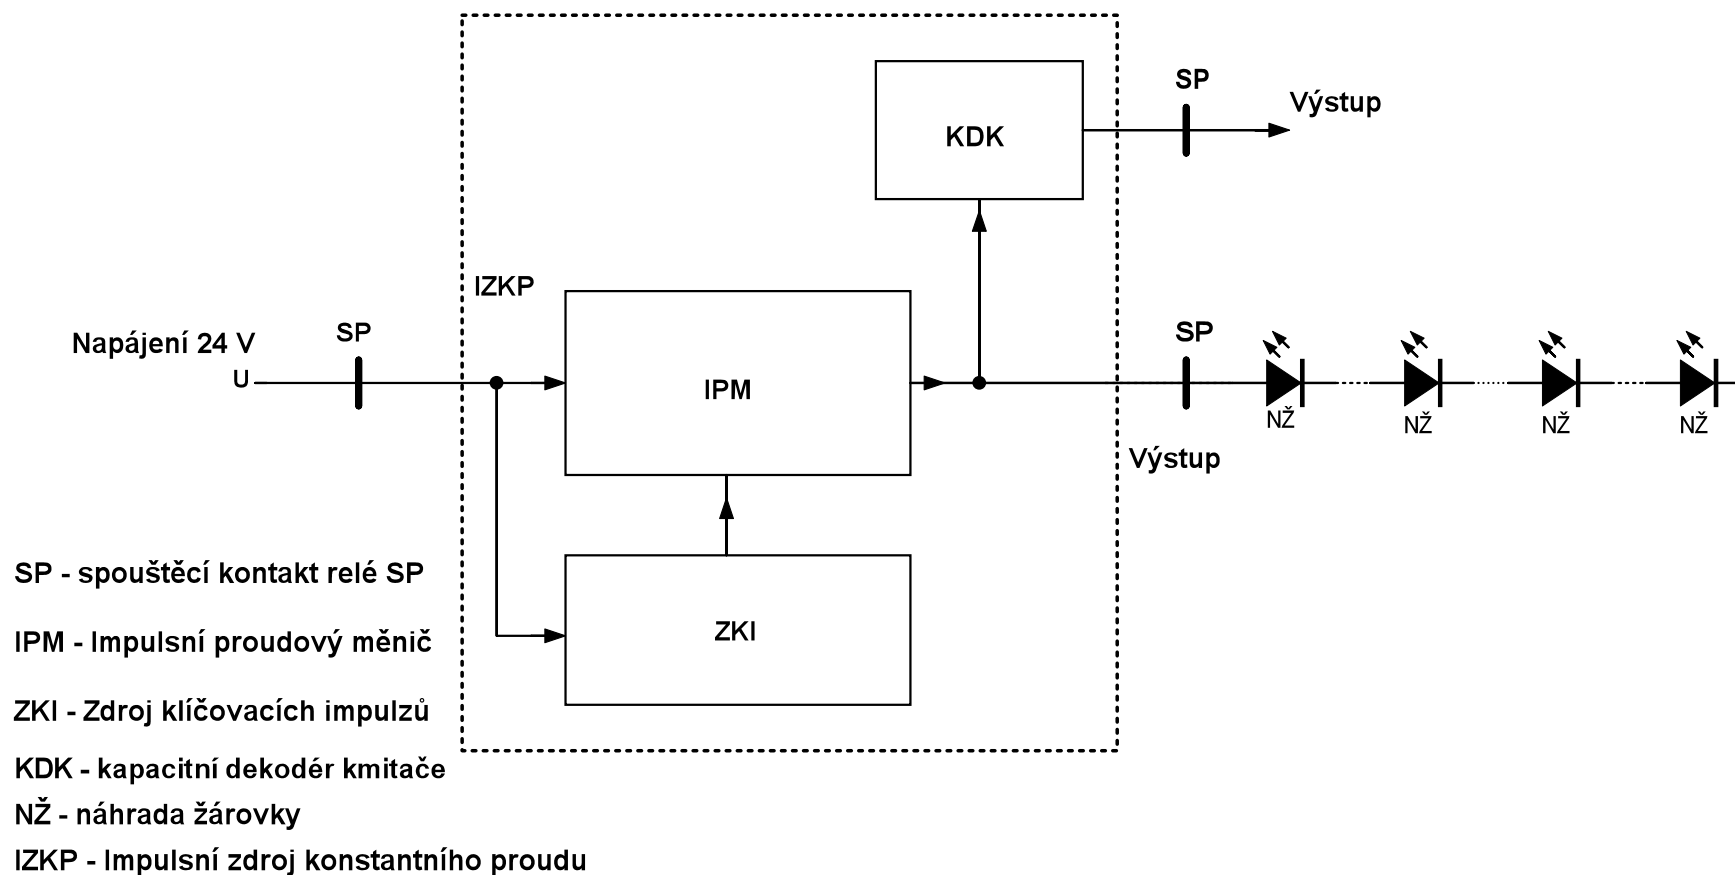 SP
Výstup
KDK
IZKP
Napájení 24 V
U
SP
IPM
SP
NŽ
NŽ
NŽ
NŽ
Výstup
ZKI
SP - spouštěcí kontakt relé SP
IPM - Impulsní proudový měnič
ZKI - Zdroj klíčovacích impulzů
KDK - kapacitní dekodér kmitače
NŽ - náhrada žárovky
IZKP - Impulsní zdroj konstantního proudu